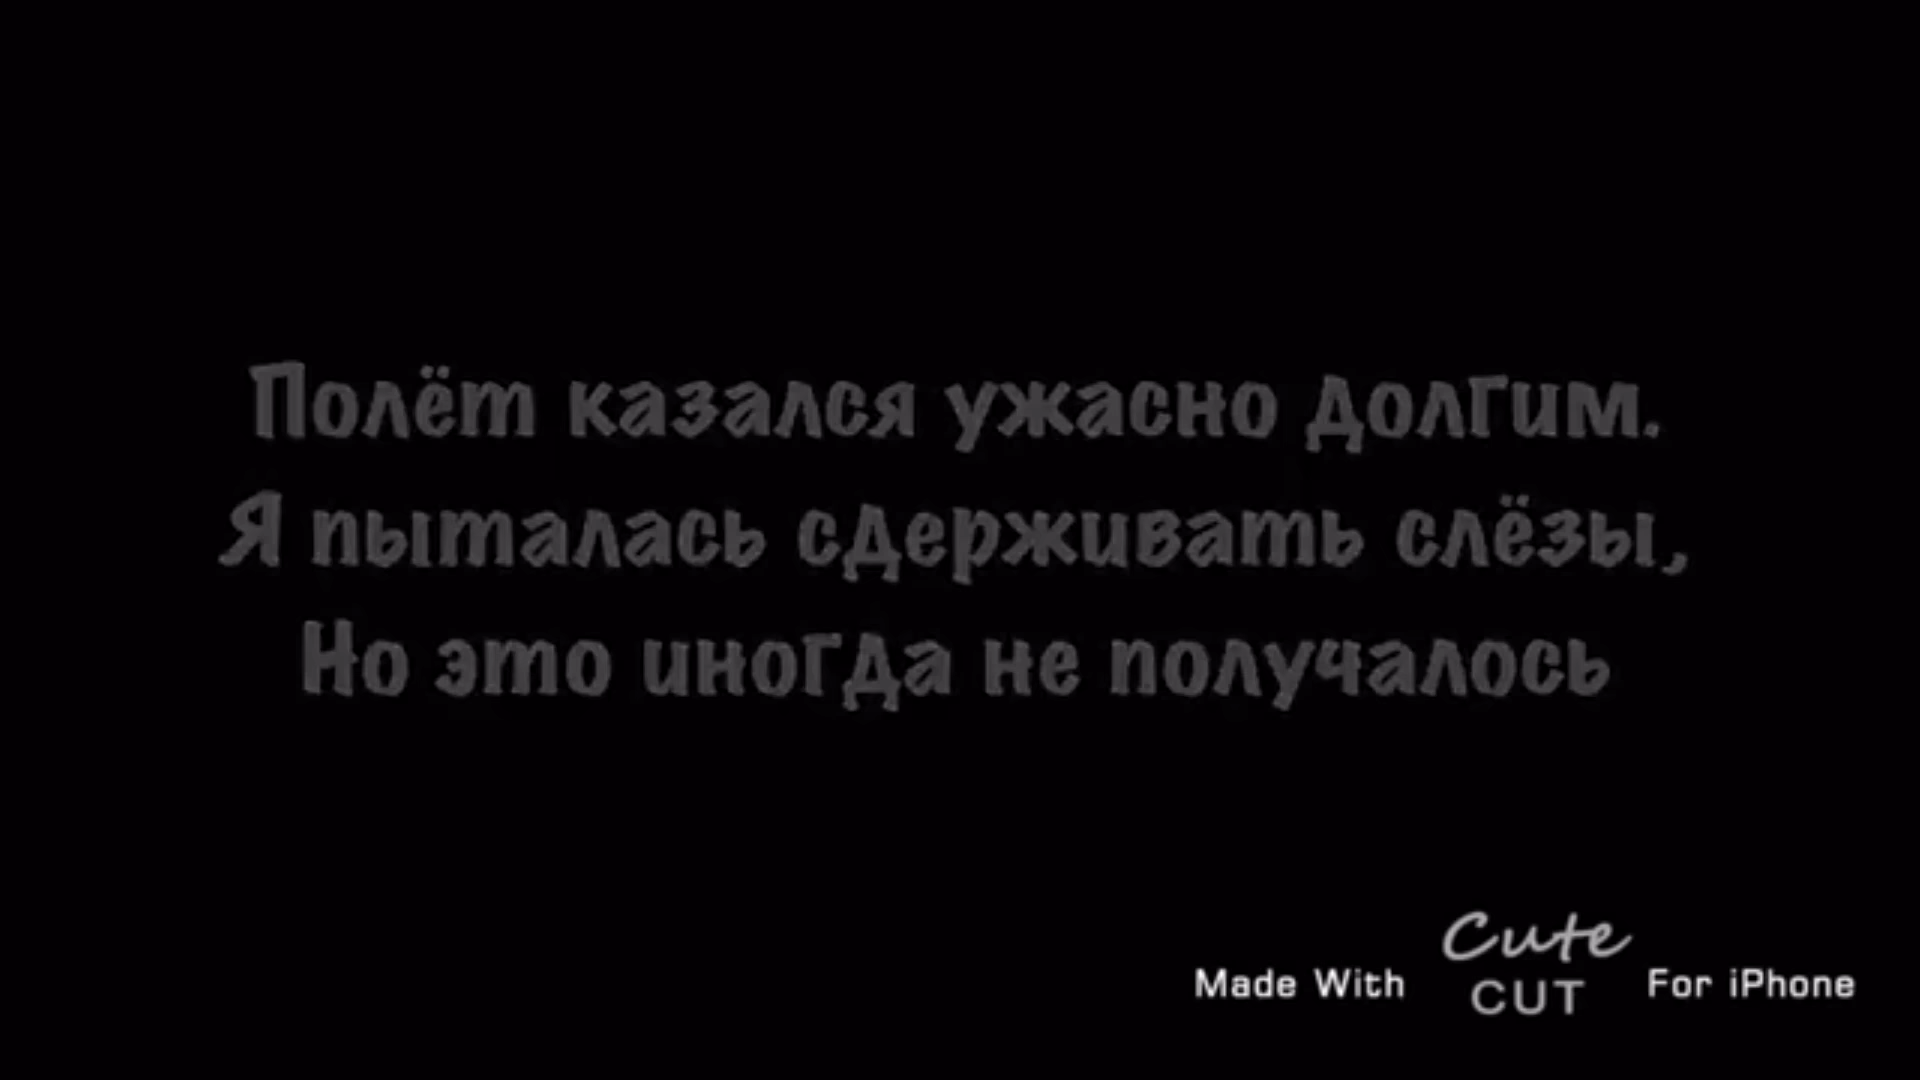 Полёт казался ужасно долгим.
Я пыталась сдерживать слёзы,
Но это иногда не получалось
Made With Cute CUT For iPhone